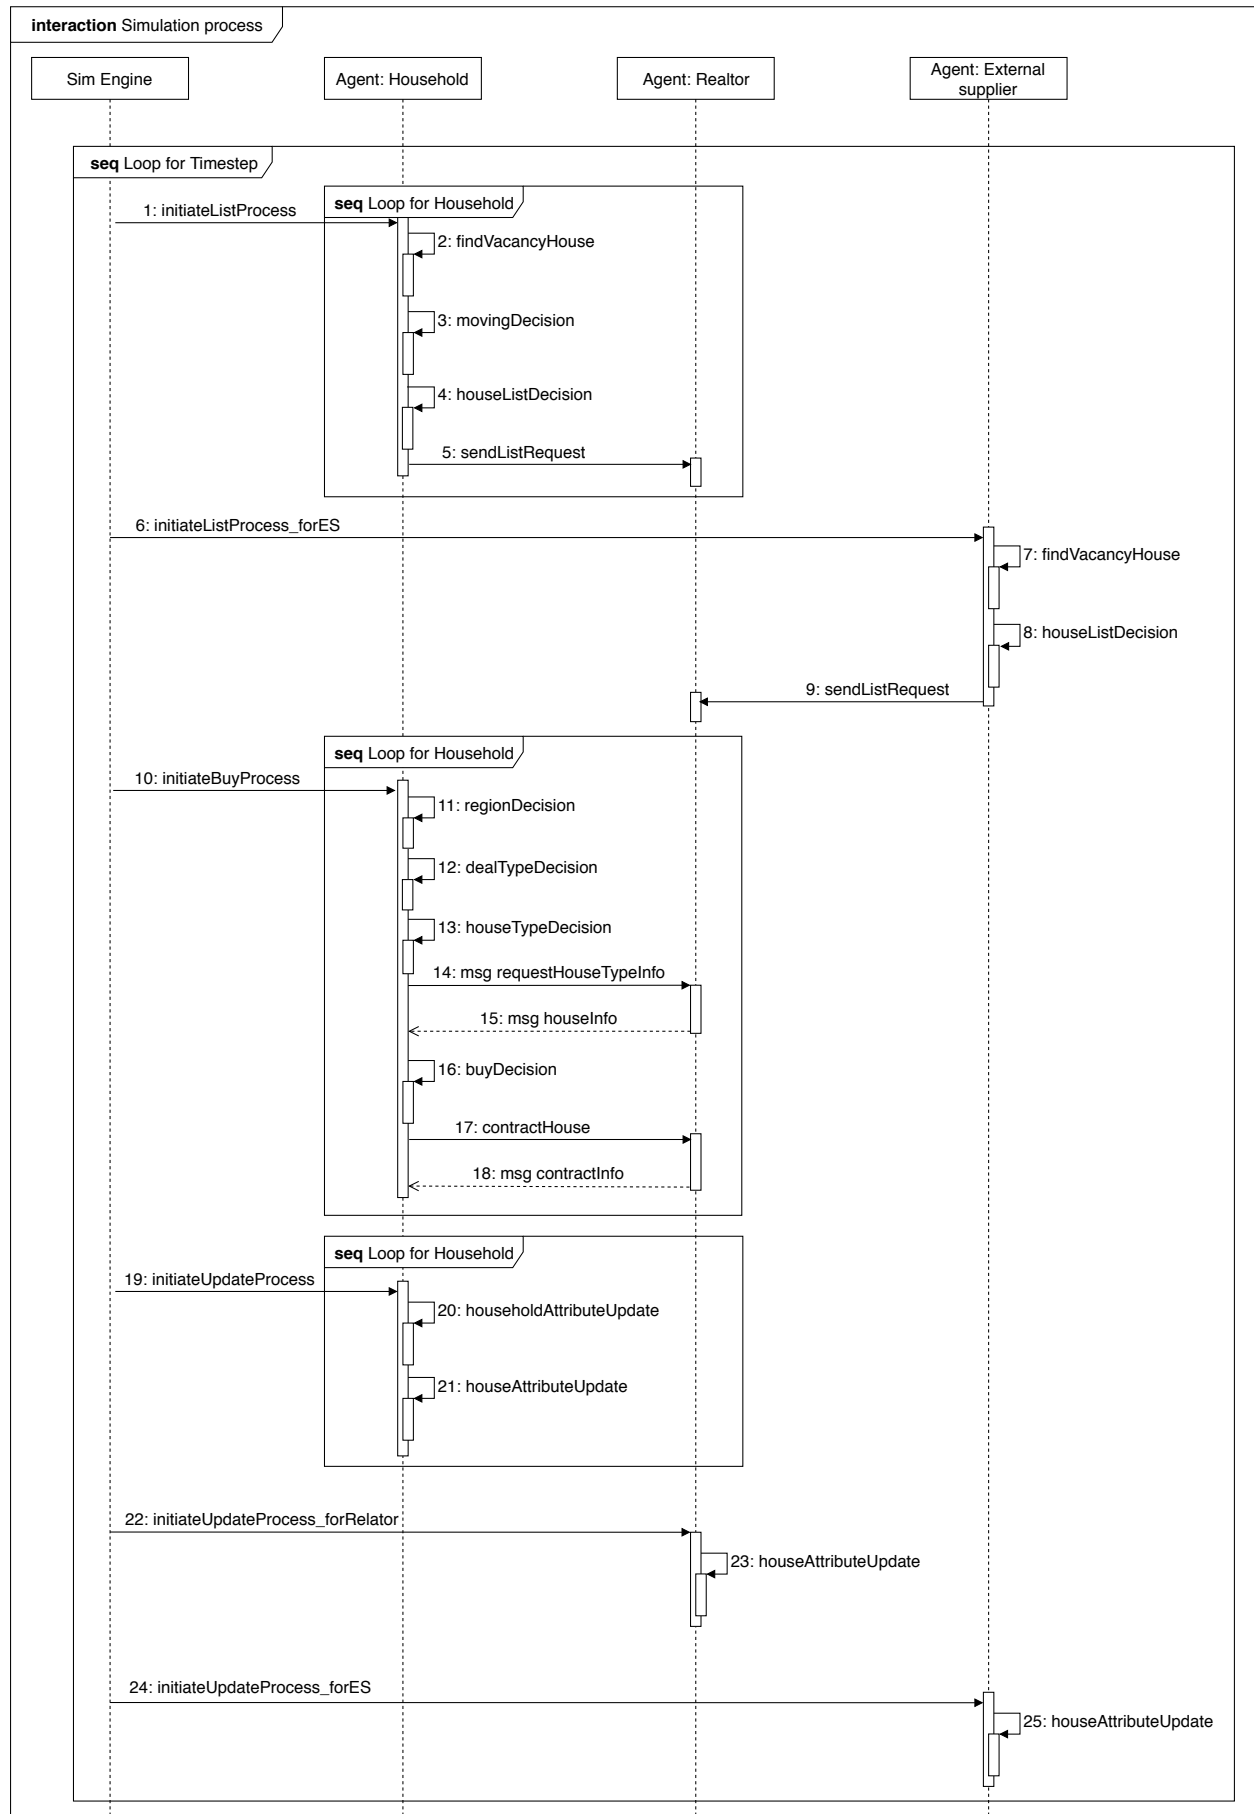 interaction Simulation process
Sim Engine
Agent: Household
Agent: Realtor
Agent: External
supplier
seq Loop for Timestep
seq Loop for Household
1: initiateListProcess
2: findVacancyHouse
3: movingDecision
4: houseListDecision
5: sendListRequest
6: initiateListProcess_forES
7: findVacancyHouse
8: houseListDecision
9: sendListRequest
seq Loop for Household
10: initiateBuyProcess
11: regionDecision
12: dealTypeDecision
13: houseTypeDecision
14: msg requestHouseTypeInfo
15: msg houseInfo
16: buyDecision
17: contractHouse
18: msg contractInfo
seq Loop for Household
19: initiateUpdateProcess
20: householdAttributeUpdate
21: houseAttributeUpdate
22: initiateUpdateProcess_forRelator
23: houseAttributeUpdate
24: initiateUpdateProcess_forES
25: houseAttributeUpdate